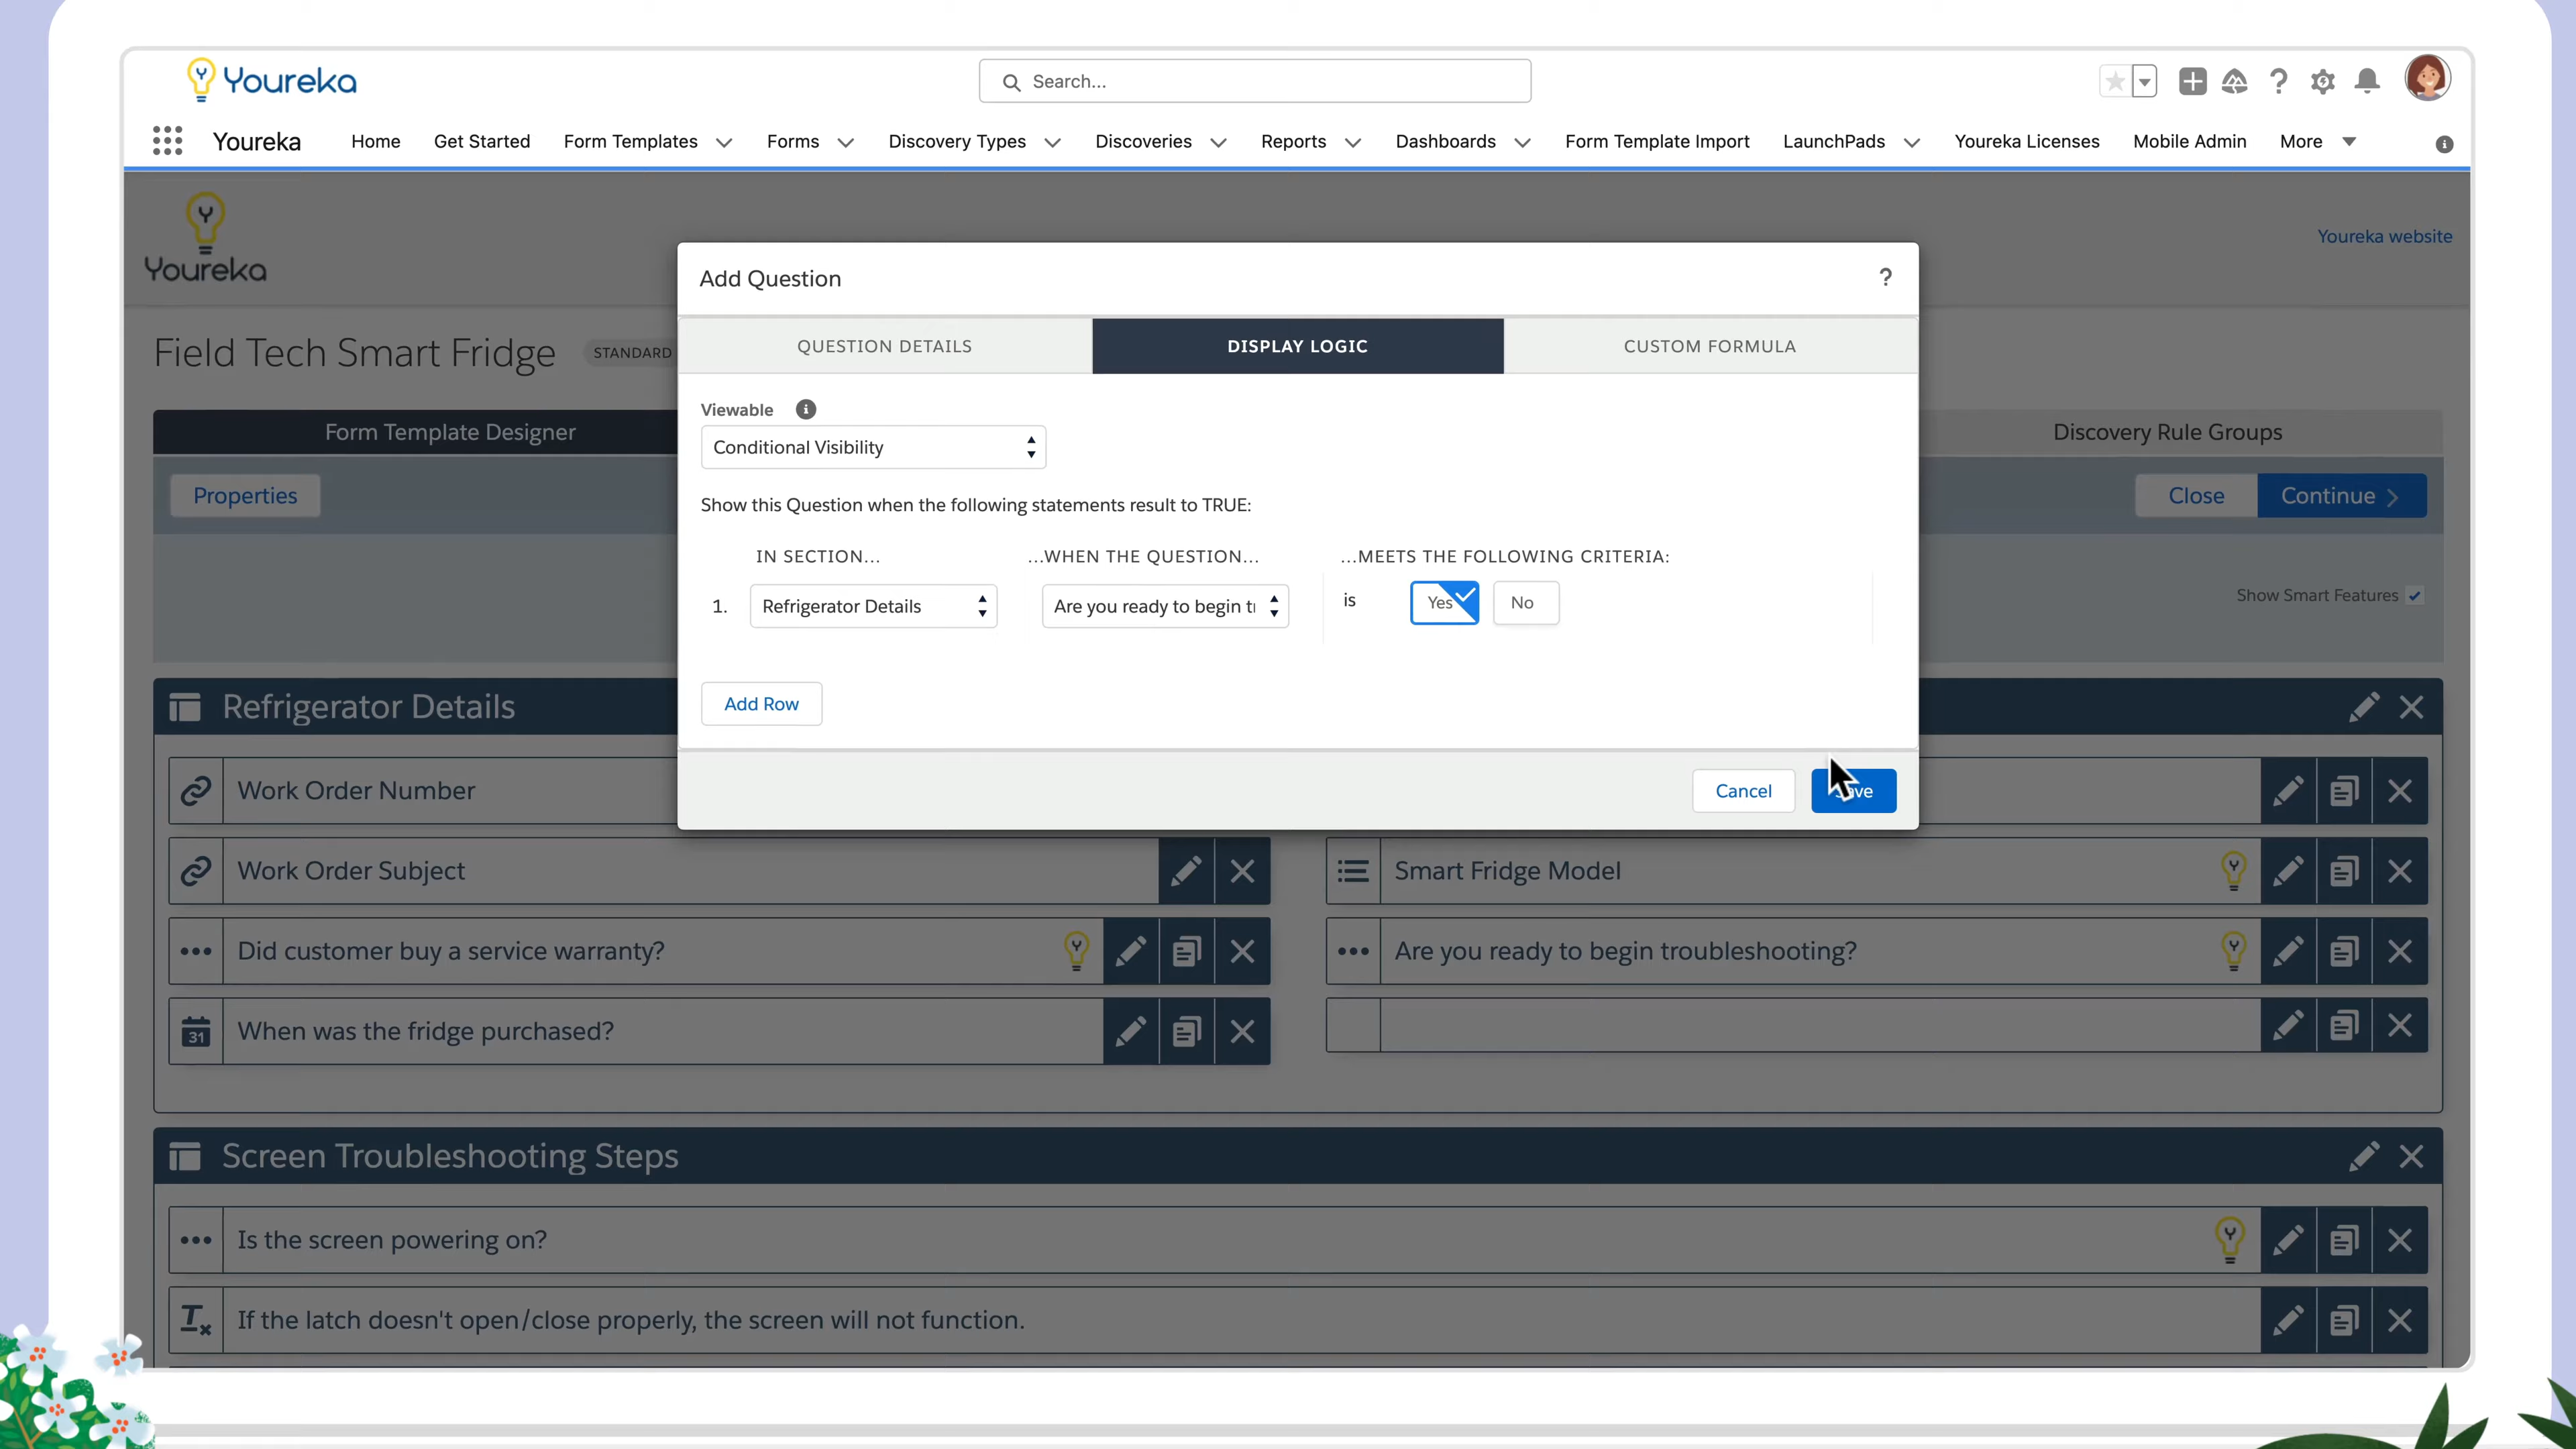 Youreka
Search...
Youreka
Home
Get Started
Form Templates
Forms
Discovery Types
Discoveries
Reports
Dashboards
Form Template Import
LaunchPads
Youreka Licenses
Mobile Admin
More
Youreka
Youreka website
Add Question
?
Field Tech Smart Fridge
STANDARD
QUESTION DETAILS
DISPLAY LOGIC
CUSTOM FORMULA
Viewable
Form Template Designer
Conditional Visibility
Discovery Rule Groups
Properties
Show this Question when the following statements result to TRUE:
Close
Continue
IN SECTION...
...WHEN THE QUESTION...
...MEETS THE FOLLOWING CRITERIA:
1.
Refrigerator Details
Are you ready to begin
is
Yes
No
Show Smart Features
Add Row
Refrigerator Details
Work Order Number
Cancel
Work Order Subject
Smart Fridge Model
Did customer buy a service warranty?
Are you ready to begin troubleshooting?
31
When was the fridge purchased?
Screen Troubleshooting Steps
Is the screen powering on?
If the latch doesn't open/close properly, the screen will not function.